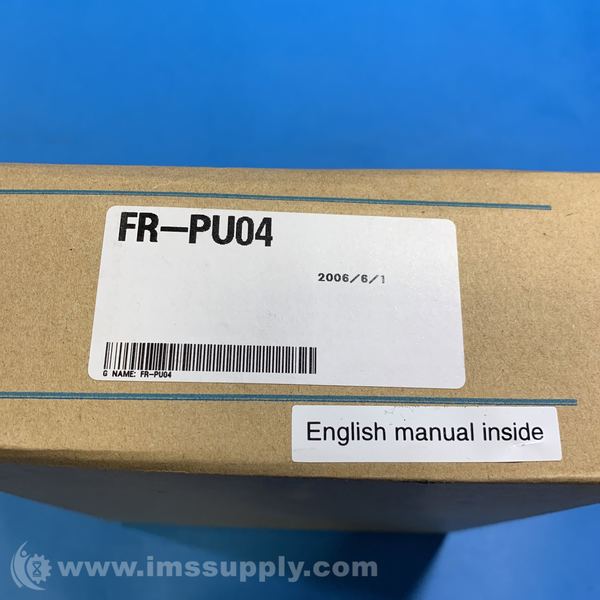 FR-PU04
2006/6/1
G NAME: FR-PU04
English manual inside
www.imssupply.com